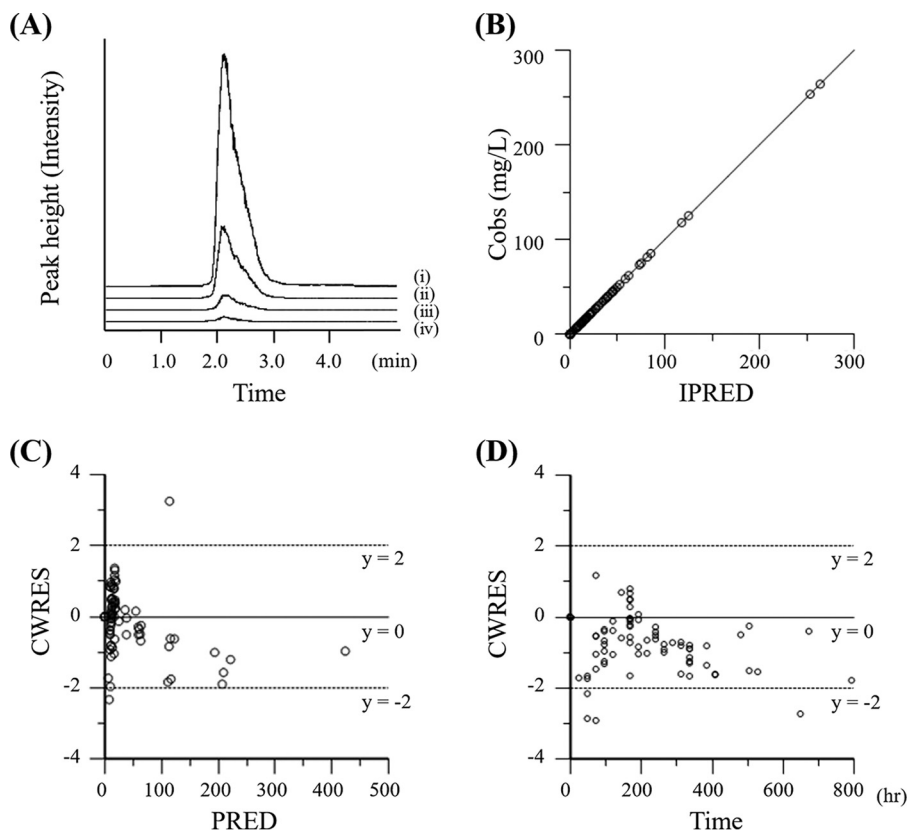 (A)
Peak height (Intensity)
(i)
(ii)
(iii)
(iv)
0 1.0 2.0 3.0 4.0 (min)
Time
(B)
Cobs (mg/L)
300
200
100
0
0 100 200 300
IPRED
(C)
CWRES
4
2
0
-2
-4
y = 2
y = 0
y = -2
0 100 200 300 400 500
PRED
(D)
CWRES
4
2
0
-2
-4
y = 2
y = 0
y = -2
0 200 400 600 800 (hr)
Time